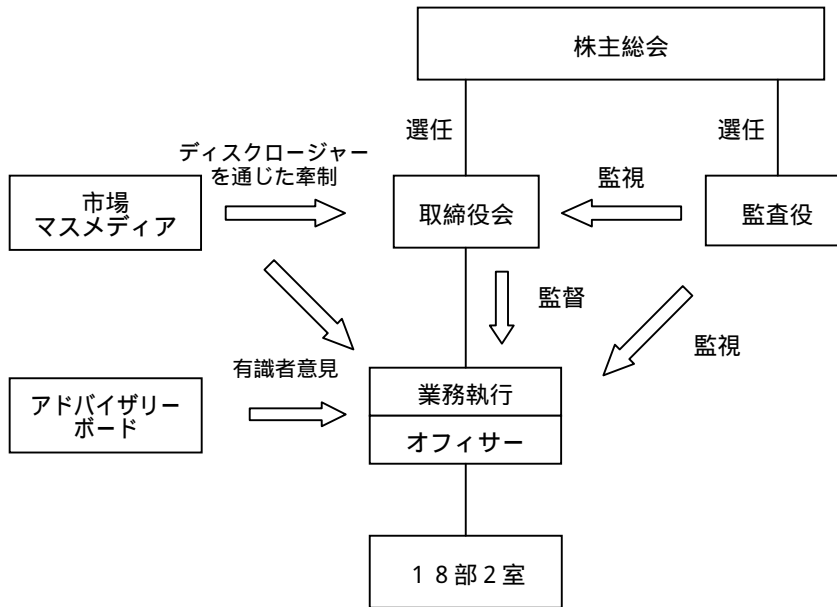 株主総会
選任
選任
ディスクロージャー
を通じた牽制
監視
市場
マスメディア
取締役会
監査役
監督
監視
有識者意見
業務執行
アドバイザリー
ボード
オフィサー
18部2室